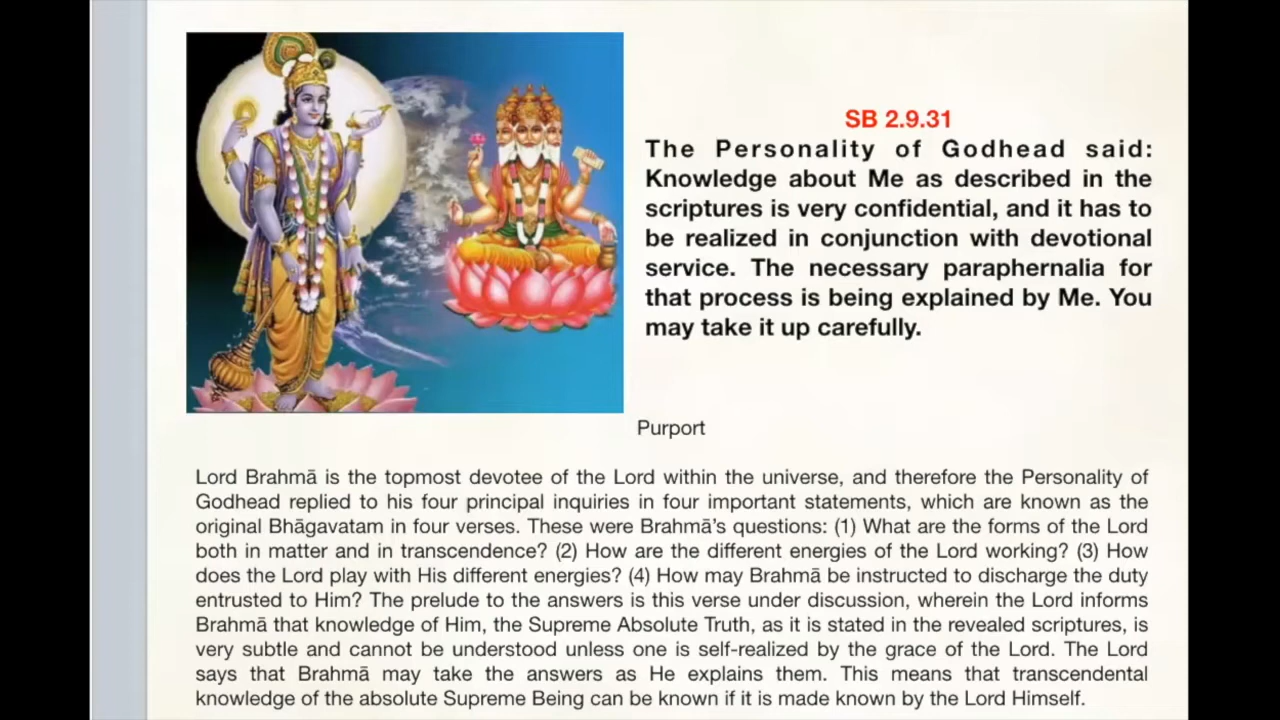 SB 2.9.31
The Personality of Godhead said:
Knowledge about Me as described in the
scriptures is very confidential, and it has to
be realized in conjunction with devotional
service. The necessary paraphernalia for
that process is being explained by Me. You
may take it up carefully.
Purport
Lord Brahmā is the topmost devotee of the Lord within the universe, and therefore the Personality of
Godhead replied to his four principal inquiries in four important statements, which are known as the
original Bhāgavatam in four verses. These were Brahmā's questions: (1) What are the forms of the Lord
both in matter and in transcendence? (2) How are the different energies of the Lord working? (3) How
does the Lord play with His different energies? (4) How may Brahmā be instructed to discharge the duty
entrusted to Him? The prelude to the answers is this verse under discussion, wherein the Lord informs
Brahmā that knowledge of Him, the Supreme Absolute Truth, as it is stated in the revealed scriptures, is
very subtle and cannot be understood unless one is self-realized by the grace of the Lord. The Lord
says that Brahmā may take the answers as He explains them. This means that transcendental
knowledge of the absolute Supreme Being can be known if it is made known by the Lord Himself.